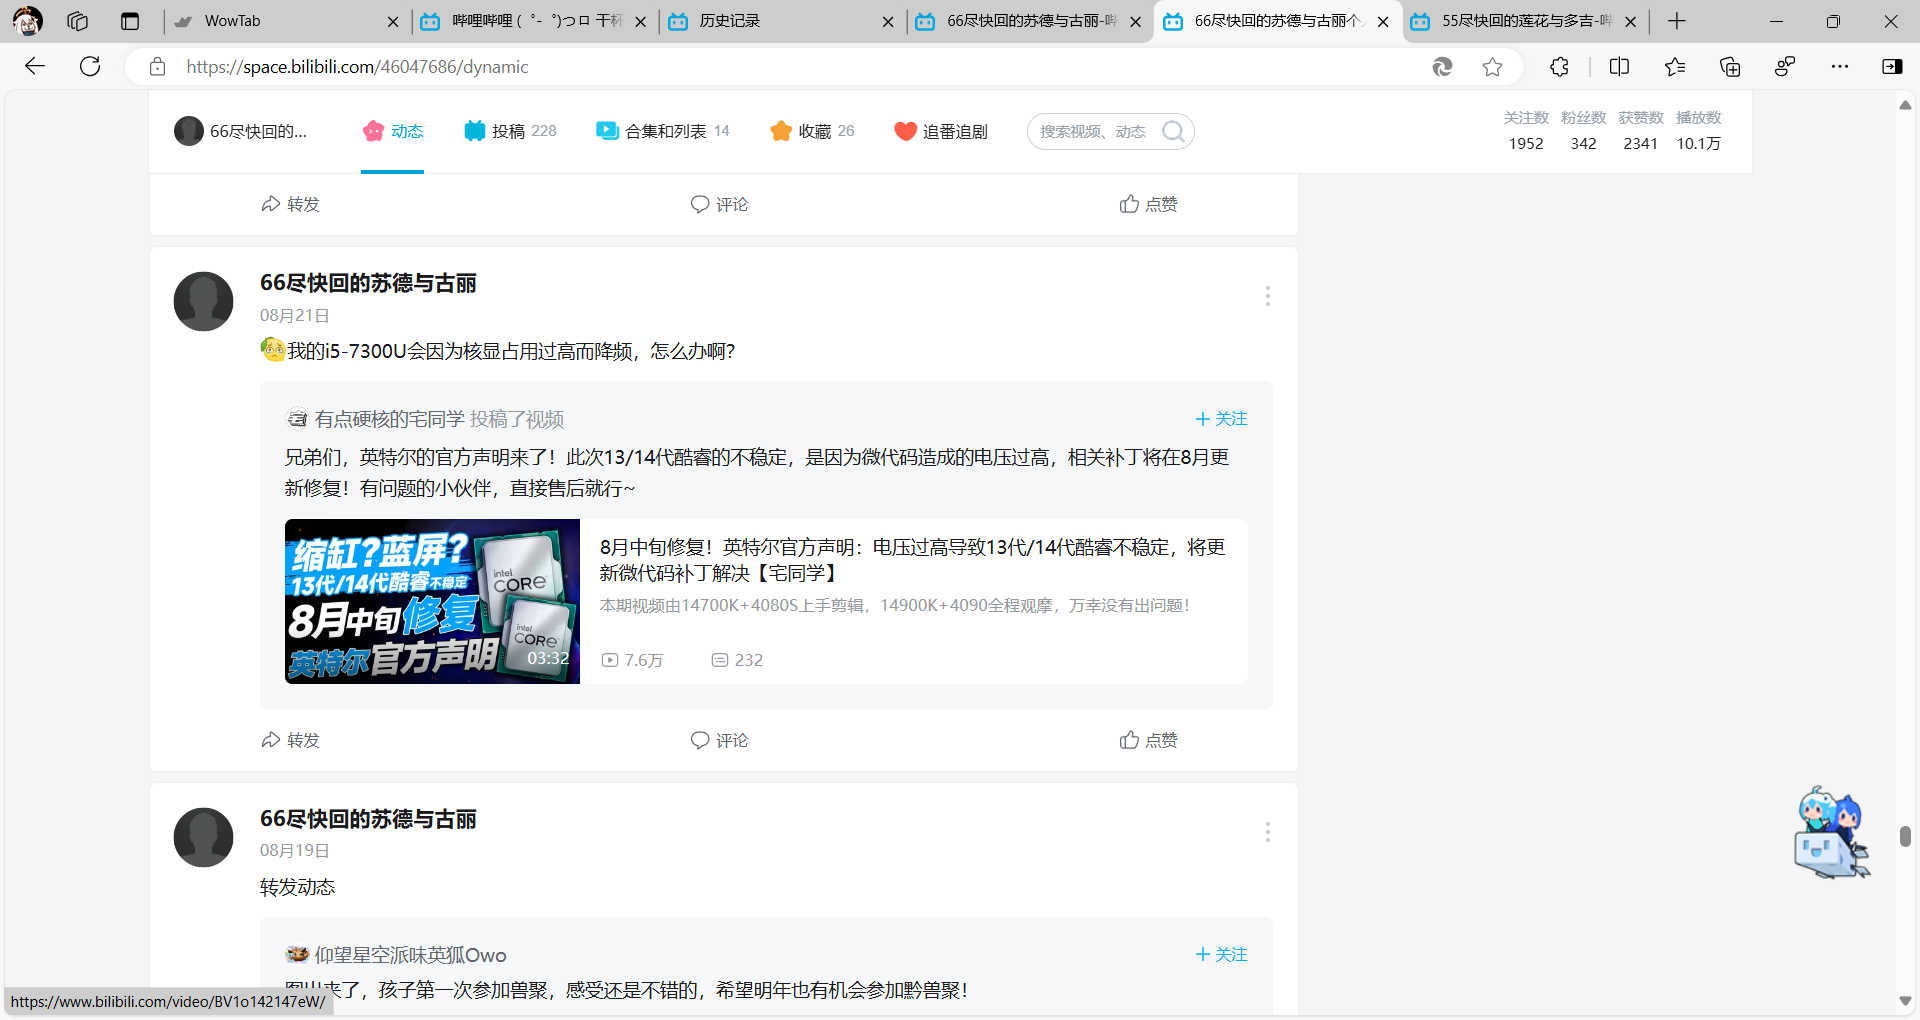 WowTab
哔哩哔哩 (゜-゜)つロ 干杯
历史记录
66尽快回的苏德与古丽-哔
66尽快回的苏德与古丽个人
55尽快回的莲花与多吉-哔
https://space.bilibili.com/46047686/dynamic
66尽快回的...
动态
投稿 228
合集和列表 14
收藏 26
追番追剧
搜索视频、动态
关注数 粉丝数 获赞数 播放数
1952 342 2341 10.1万
转发 评论 点赞
66尽快回的苏德与古丽
08月21日
我的i5-7300U会因为核显占用过高而降频，怎么办啊?
有点硬核的宅同学 投稿了视频
+ 关注
兄弟们，英特尔的官方声明来了！此次13/14代酷睿的不稳定，是因为微代码造成的电压过高，相关补丁将在8月更
新修复！有问题的小伙伴，直接售后就行~
缩缸?蓝屏?
13代/14代酷睿不稳定
8月中旬修复
英特尔官方声明
intel
CORE
intel
CORE
03:32
8月中旬修复！英特尔官方声明：电压过高导致13代/14代酷睿不稳定，将更
新微代码补丁解决【宅同学】
本期视频由14700K+4080S上手剪辑，14900K+4090全程观摩，万幸没有出问题！
7.6万 232
转发 评论 点赞
66尽快回的苏德与古丽
08月19日
转发动态
仰望星空派味英狐Owo
+ 关注
图出来了，孩子第一次参加兽聚，感受还是不错的，希望明年也有机会参加黔兽聚！
https://www.bilibili.com/video/BV1o142147eW/